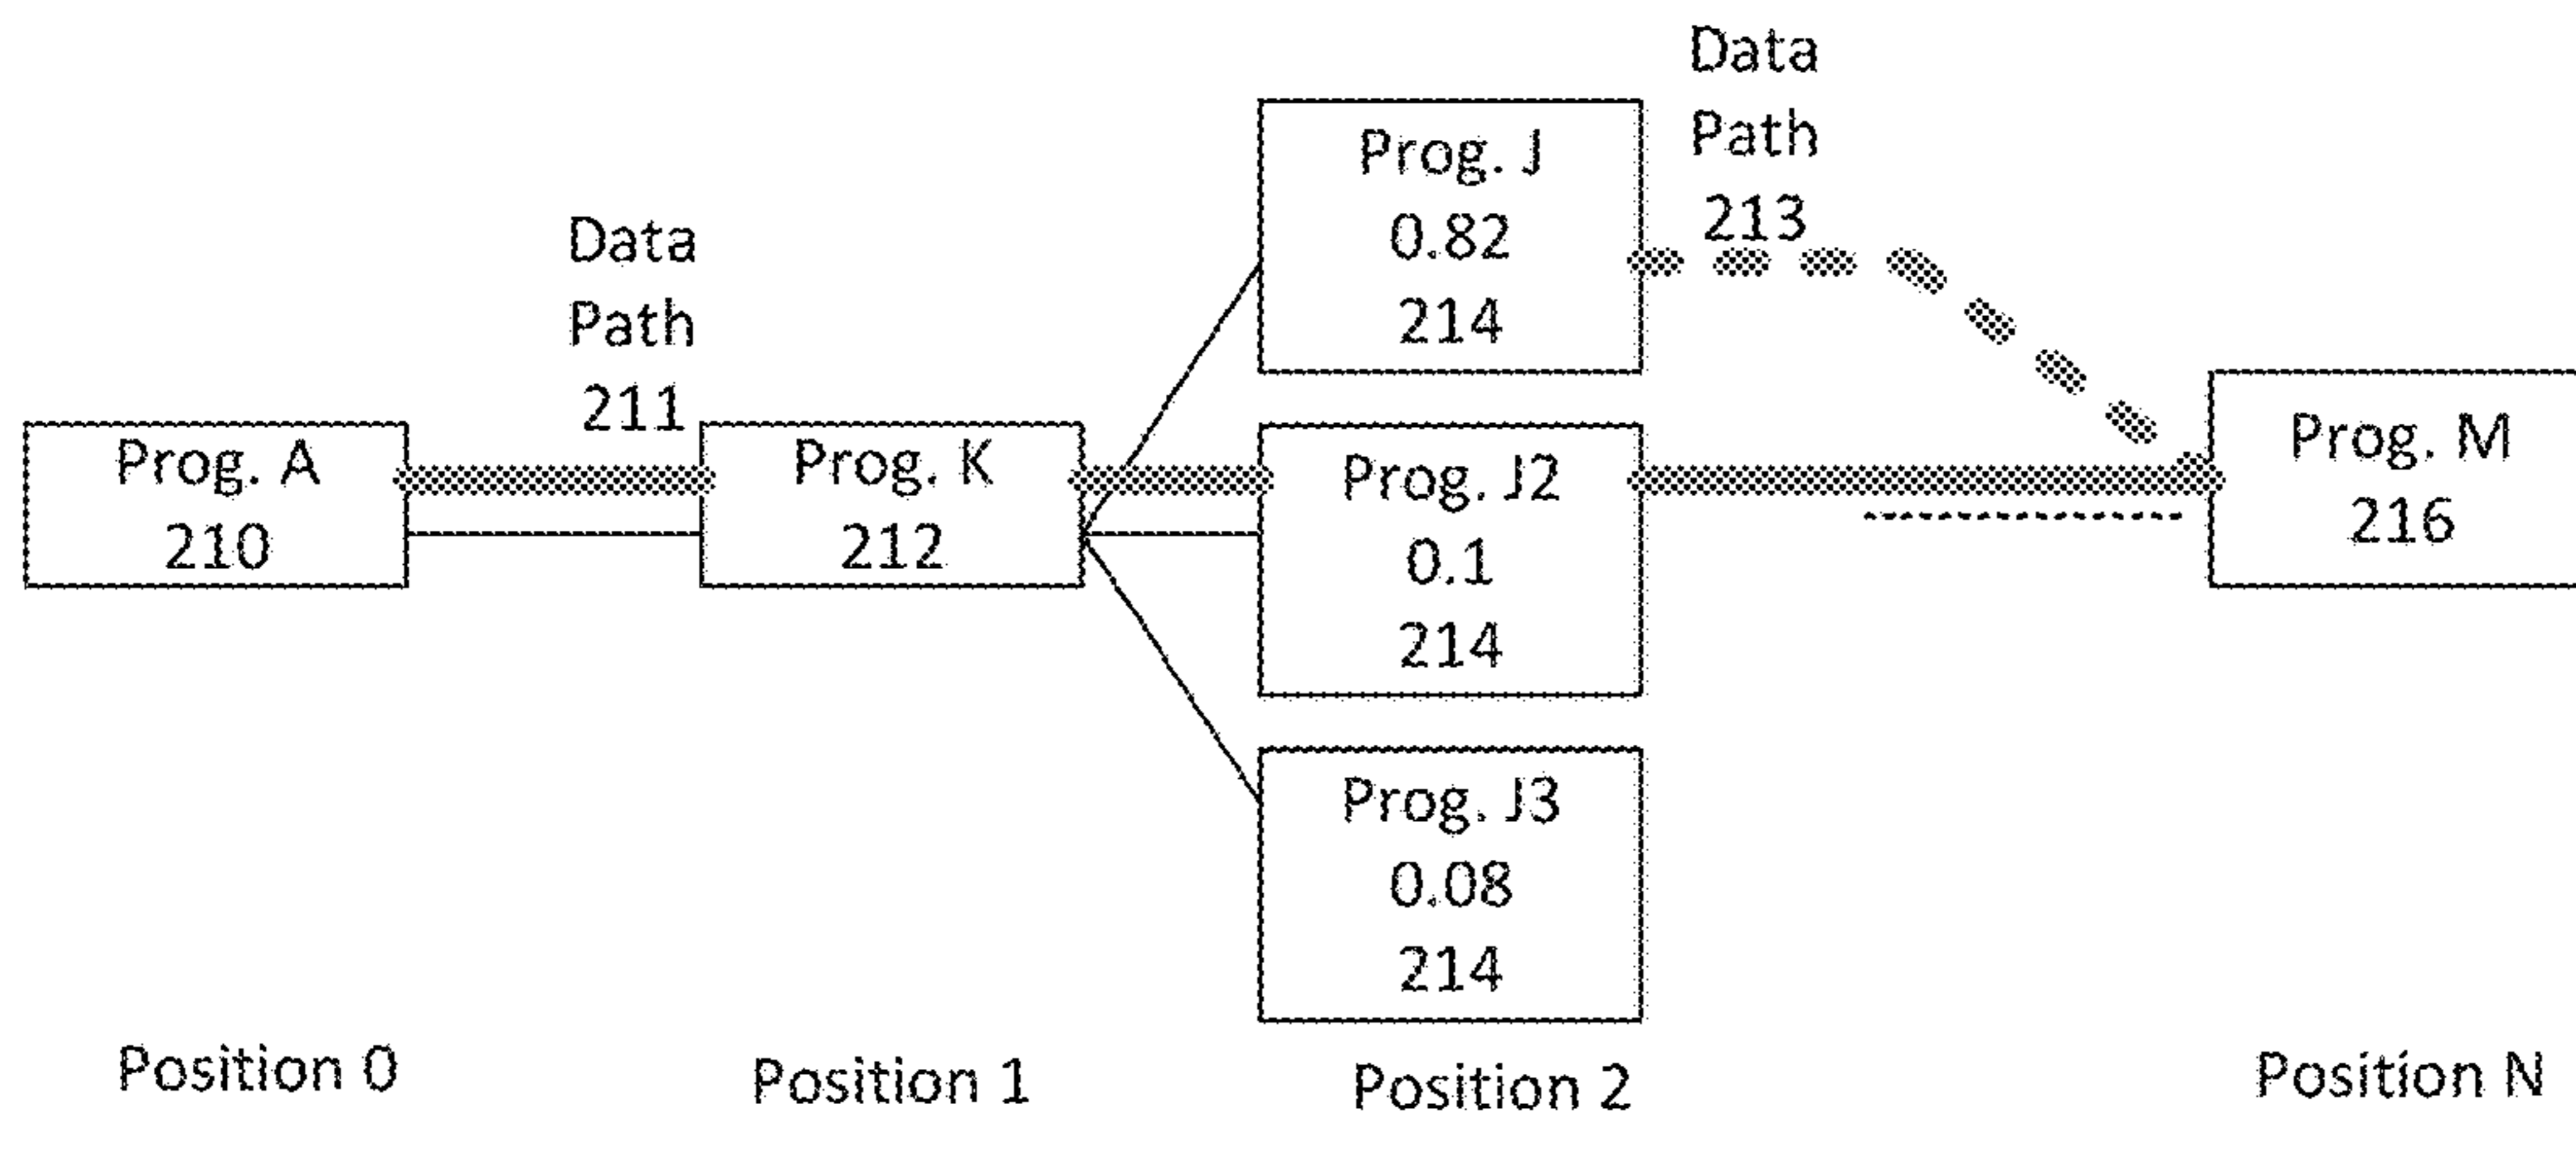 Data
Path
213
Data
Path
211
Prog. A
210
Prog. K
212
Prog. J
0.82
214
Prog. J2
0.1
214
Prog. J3
0.08
214
Prog. M
216
Position 0
Position 1
Position 2
Position N